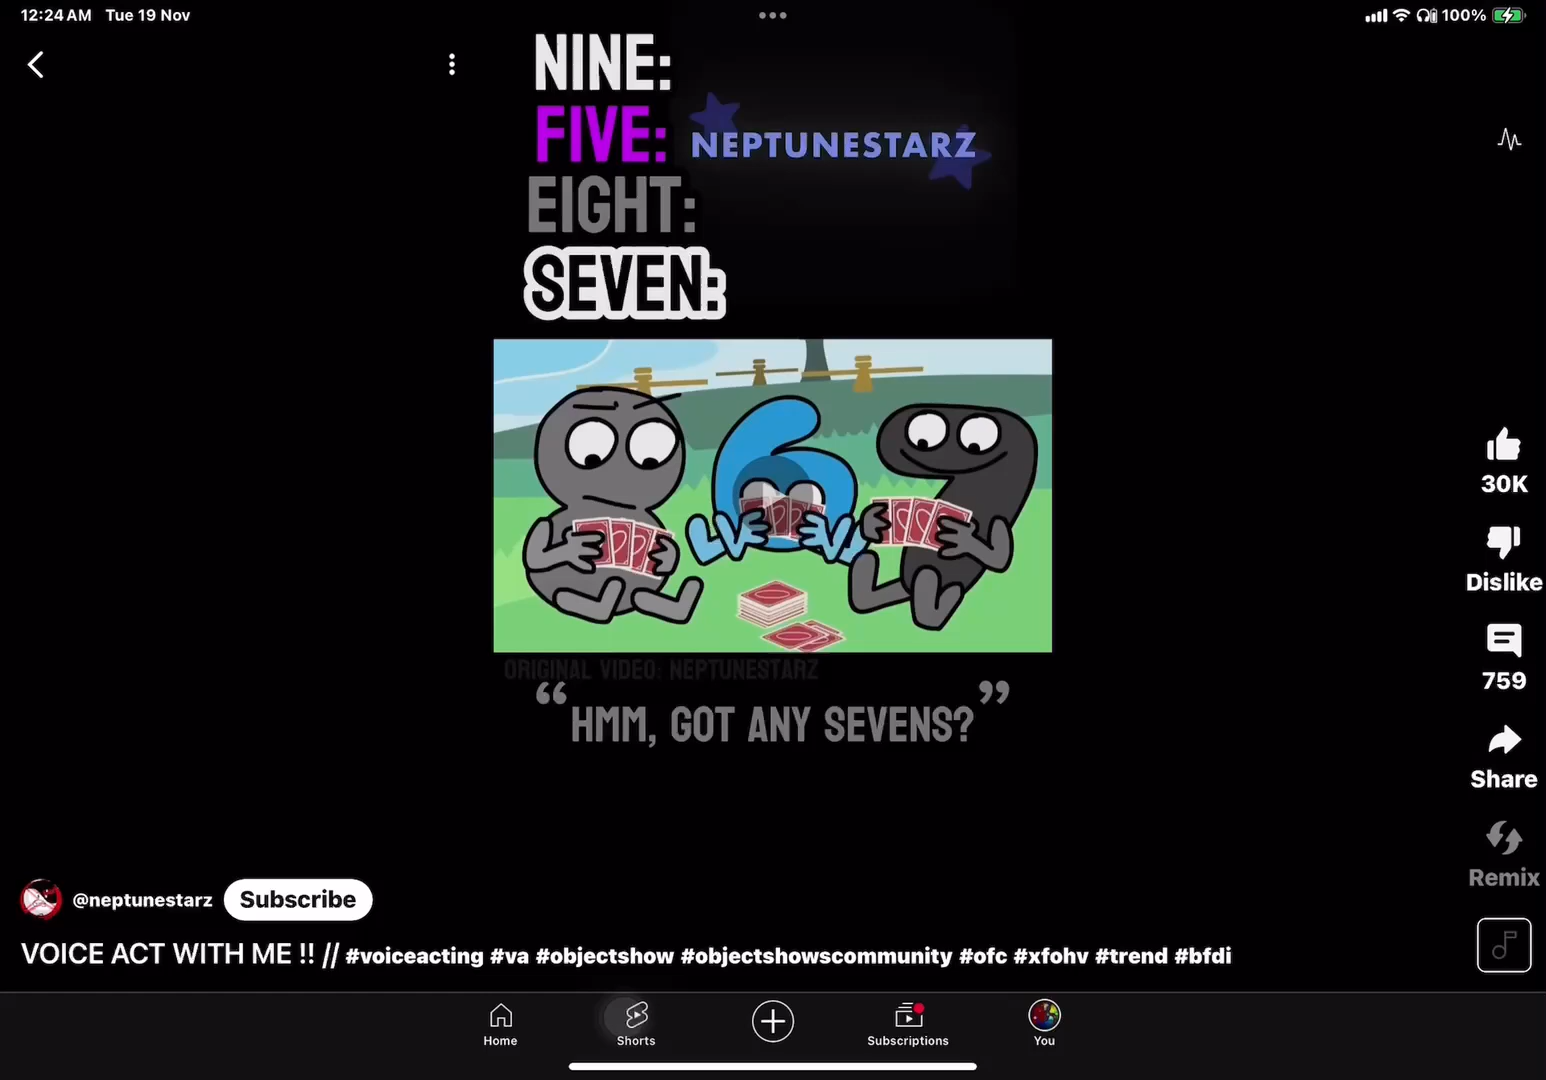 12:24 AM Tue 19 Nov
100%
NINE:
FIVE: NEPTUNESTARZ
EIGHT:
SEVEN:
ORIGINAL VIDEO: NEPTUNESTARZ
“HMM, GOT ANY SEVENS?”
30K
Dislike
759
Share
Remix
@neptunestarz Subscribe
VOICE ACT WITH ME !! // #voiceacting #va #objectshow #objectshowscommunity #ofc #xfohv #trend #bfdi
Home Shorts Subscriptions You